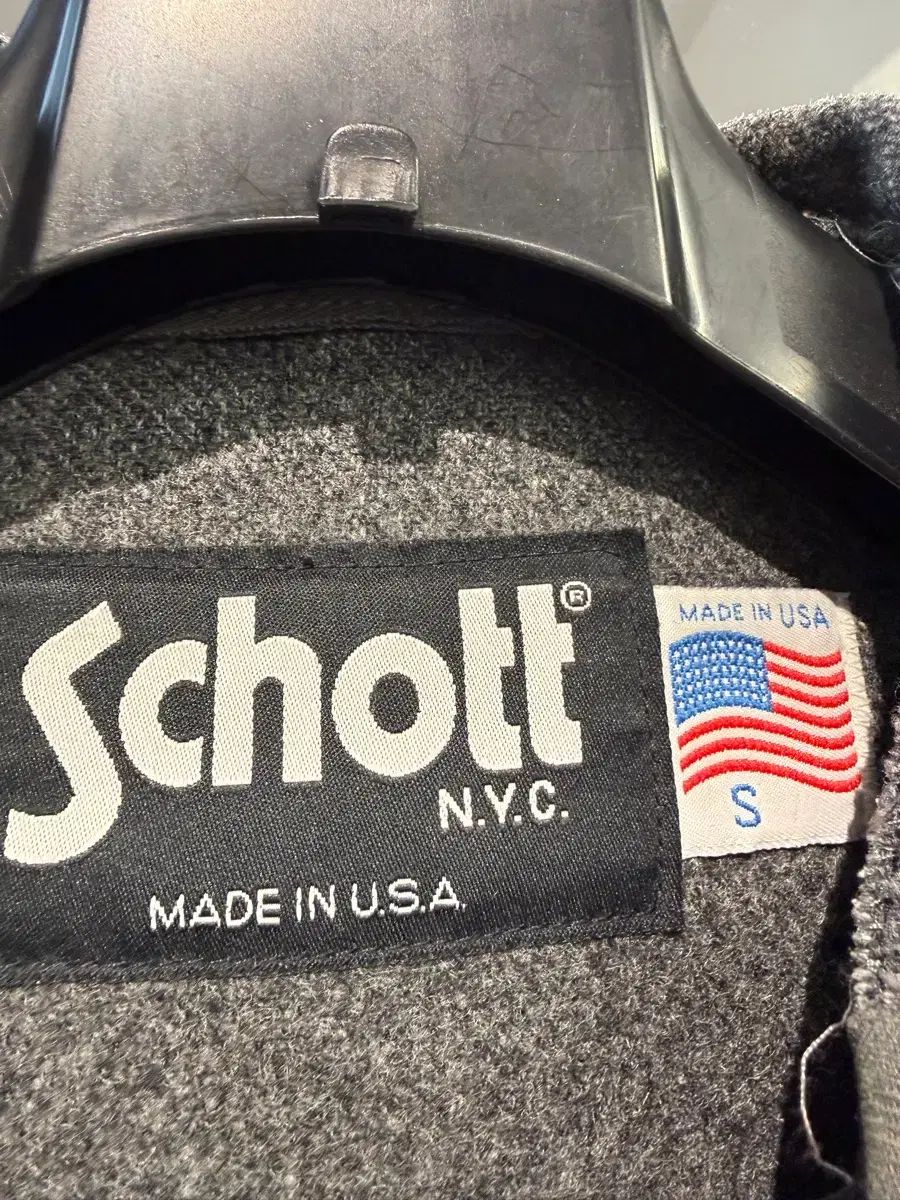 Schott®
N.Y.C.
MADE IN U.S.A.
MADE IN USA
S